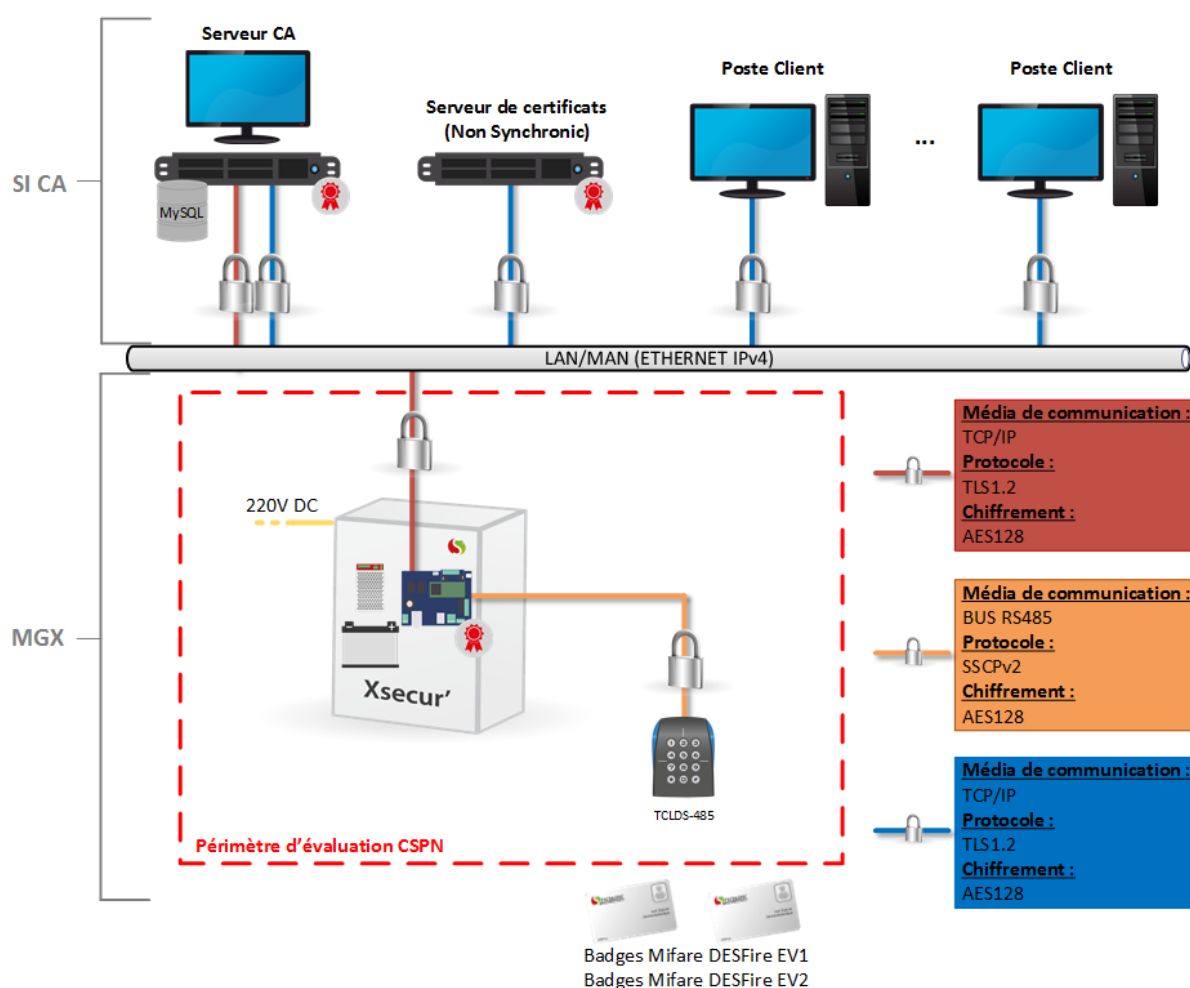 Serveur CA
Poste Client
Poste Client
Serveur de certificats
(Non Synchronic)
...
SI CA
MySQL
LAN/MAN (ETHERNET IPv4)
Média de communication :
TCP/IP
Protocole :
TLS1.2
Chiffrement :
AES128
220V DC
Média de communication :
BUS RS485
Protocole :
SSCPv2
Chiffrement :
AES128
MGX
Xsecur'
Média de communication :
TCP/IP
Protocole :
TLS1.2
Chiffrement :
AES128
TCLDS-485
Périmètre d'évaluation CSPN
Badges Mifare DESFire EV1
Badges Mifare DESFire EV2